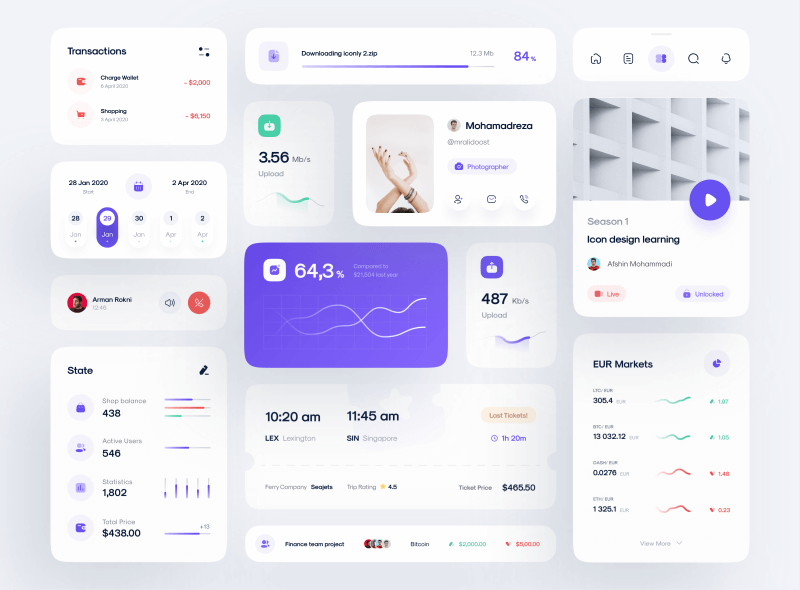 Transactions
Charge Wallet
6 April 2020
- $2,000
Shopping
3 April 2020
- $6,150
28 Jan 2020
Start
2 Apr 2020
End
28 29 30 1 2
Jan Jan Jan Apr Apr
Arman Rokni
12:46
State
Shop balance
438
Active Users
546
Statistics
1,802
Total Price
$438.00
+13
Downloading iconly 2.zip
12.3 Mb
84 %
3.56 Mb/s
Upload
Mohamadreza
@mralidoost
Photographer
64,3 %
Compared to
$21,504 last year
487 Kb/s
Upload
10:20 am
LEX Lexington
11:45 am
SIN Singapore
Last Tickets!
1h 20m
Ferry Company Seajets
Trip Rating 4.5
Ticket Price $465.50
Finance team project
Bitcoin
$2,000.00
$5,00.00
Season 1
Icon design learning
Afshin Mohammadi
Live
Unlocked
EUR Markets
LTC/ EUR
305.4 EUR
1.97
BTC/ EUR
13 032.12 EUR
1.05
DASH/ EUR
0.0276 EUR
1.48
ETH/ EUR
1 325.1 EUR
0.23
View More